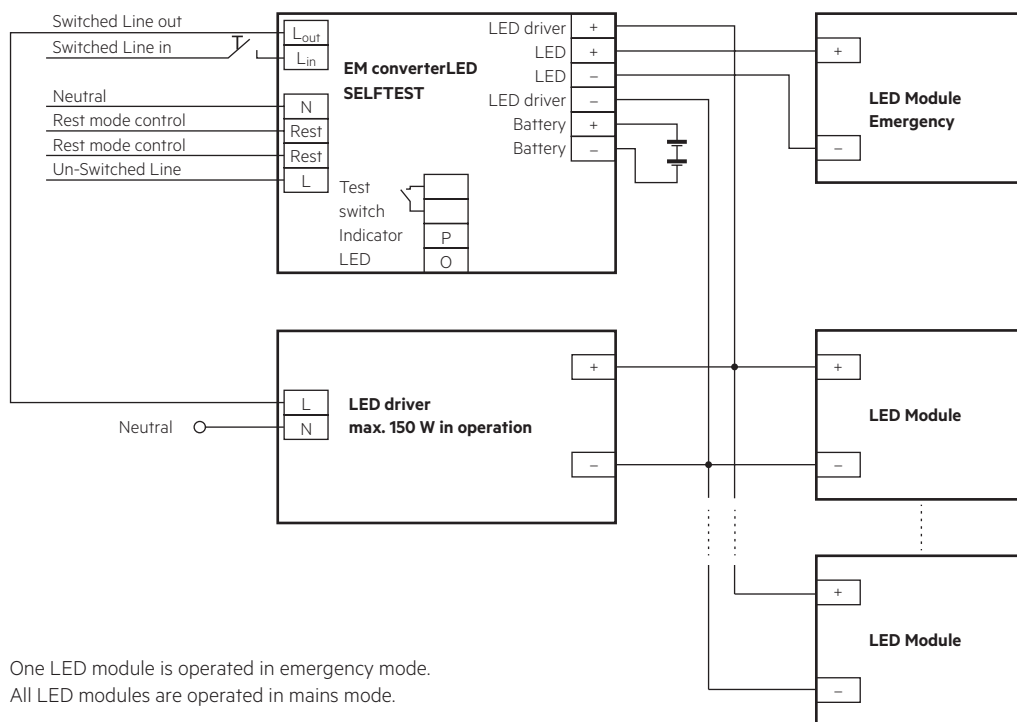 Switched Line out
Switched Line in
Neutral
Rest mode control
Rest mode control
Un-Switched Line
Lout
Lin
N
Rest
Rest
L
EM converterLED
SELFTEST
Test
switch
Indicator P
LED O
LED driver +
LED +
LED –
LED driver –
Battery +
Battery –
+
–
LED Module
Emergency
L
N
Neutral
LED driver
max. 150 W in operation
+
–
+
–
LED Module
+
–
LED Module
One LED module is operated in emergency mode.
All LED modules are operated in mains mode.